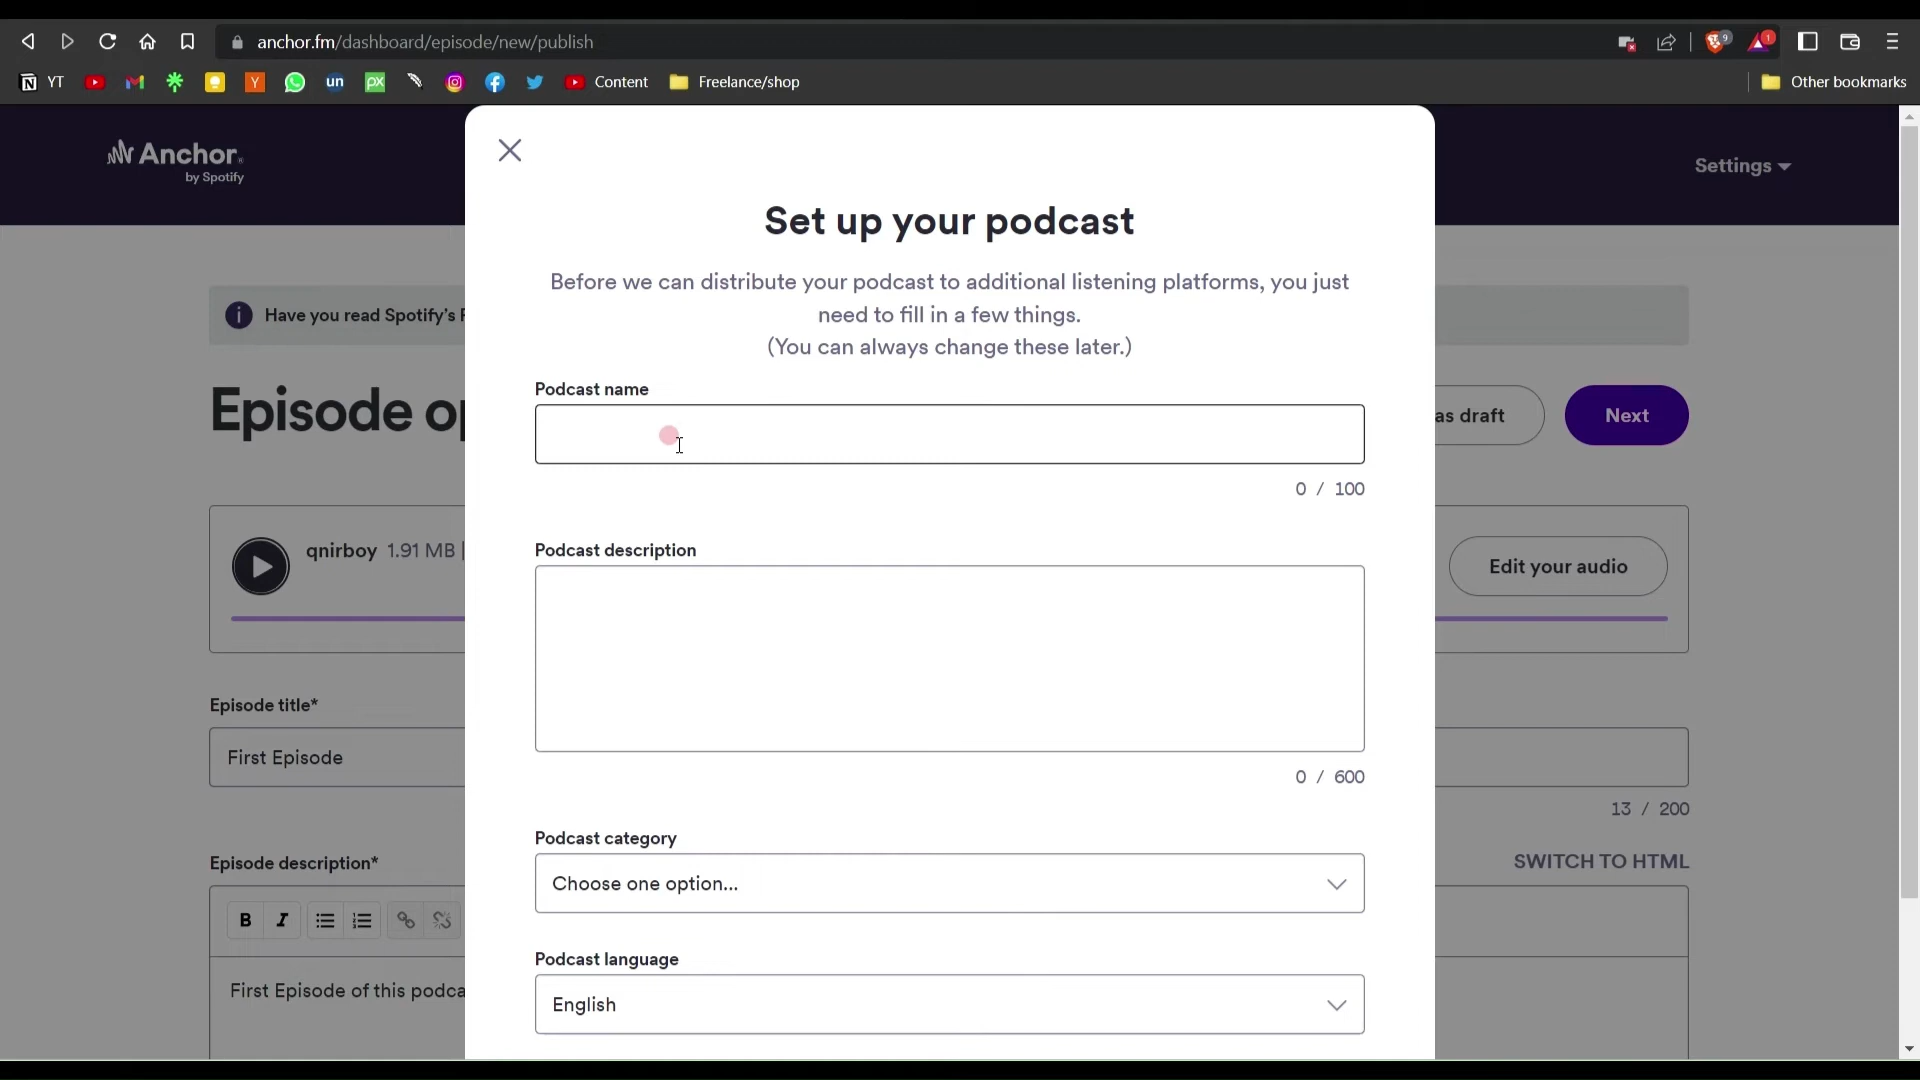 anchor.fm/dashboard/episode/new/publish
9
1
YT
Y
un
px
Content
Freelance/shop
Other bookmarks
Anchor
by Spotify
Settings
Set up your podcast
Before we can distribute your podcast to additional listening platforms, you just
need to fill in a few things.
(You can always change these later.)
Have you read Spotify's
Podcast name
Episode o
as draft
Next
0 / 100
qnirboy 1.91 MB
Edit your audio
Podcast description
0 / 600
Episode title*
First Episode
13 / 200
Podcast category
Choose one option...
Episode description*
SWITCH TO HTML
B I
Podcast language
English
First Episode of this podca